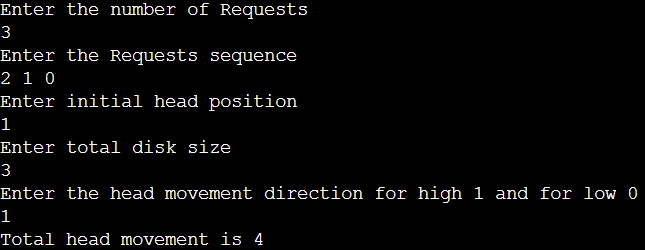 Enter the number of Requests
3
Enter the Requests sequence
2 1 0
Enter initial head position
1
Enter total disk size
3
Enter the head movement direction for high 1 and for low 0
1
Total head movement is 4